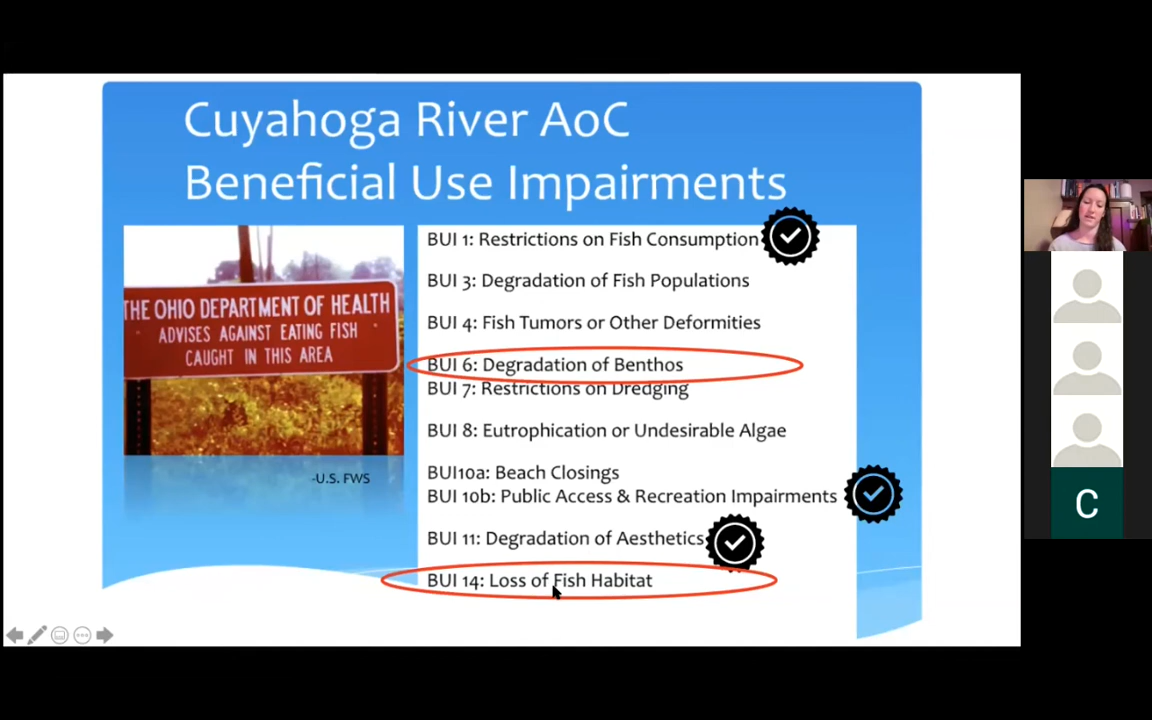 Cuyahoga River AoC
Beneficial Use Impairments
THE OHIO DEPARTMENT OF HEALTH
ADVISES AGAINST EATING FISH
CAUGHT IN THIS AREA
-U.S. FWS
BUI 1: Restrictions on Fish Consumption
BUI 3: Degradation of Fish Populations
BUI 4: Fish Tumors or Other Deformities
BUI 6: Degradation of Benthos
BUI 7: Restrictions on Dredging
BUI 8: Eutrophication or Undesirable Algae
BUI10a: Beach Closings
BUI 10b: Public Access & Recreation Impairments
BUI 11: Degradation of Aesthetics
BUI 14: Loss of Fish Habitat
C